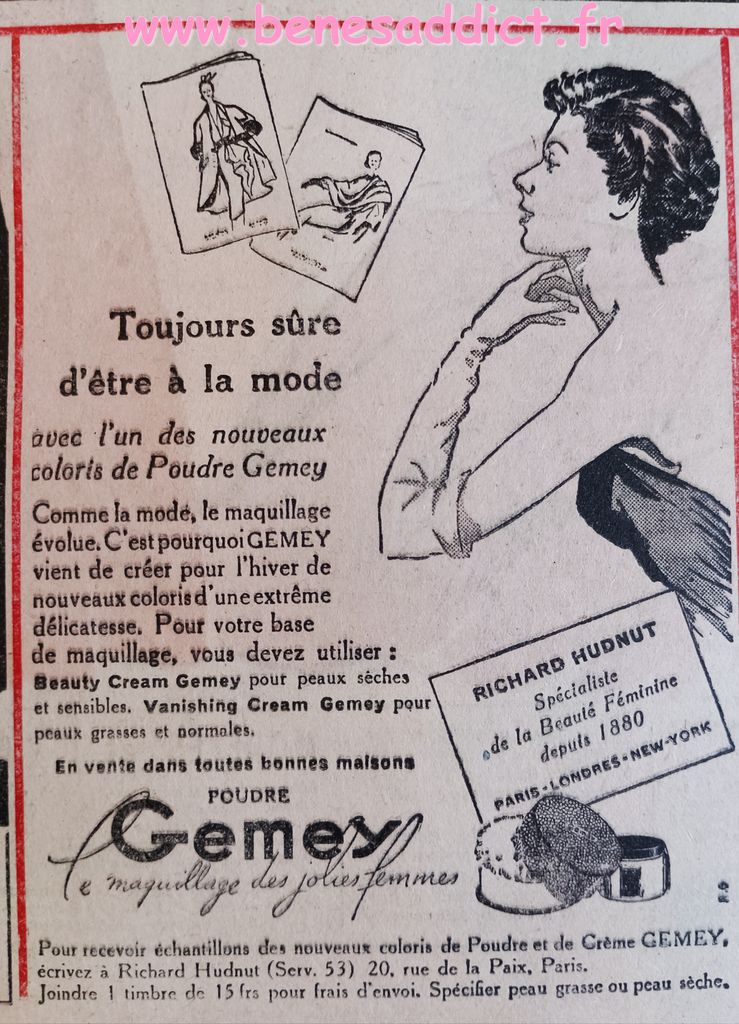 www.benesaddict.fr
Toujours sûre
d'être à la mode
avec l'un des nouveaux
coloris de Poudre Gemey
Comme la mode, le maquillage
évolue. C'est pourquoi GEMEY
vient de créer pour l'hiver de
nouveaux coloris d'une extrême
délicatesse. Pour votre base
de maquillage, vous devez utiliser :
Beauty Cream Gemey pour peaux sèches
et sensibles. Vanishing Cream Gemey pour
peaux grasses et normales.
En vente dans toutes bonnes maisons
RICHARD HUDNUT
Spécialiste
de la Beauté Féminine
depuis 1880
PARIS-LONDRES-NEW-YORK
POUDRE
Gemey
le maquillage des jolies femmes
Pour recevoir échantillons des nouveaux coloris de Poudre et de Crème GEMEY,
écrivez à Richard Hudnut (Serv. 53) 20, rue de la Paix, Paris.
Joindre 1 timbre de 15 frs pour frais d'envoi. Spécifier peau grasse ou peau sèche.